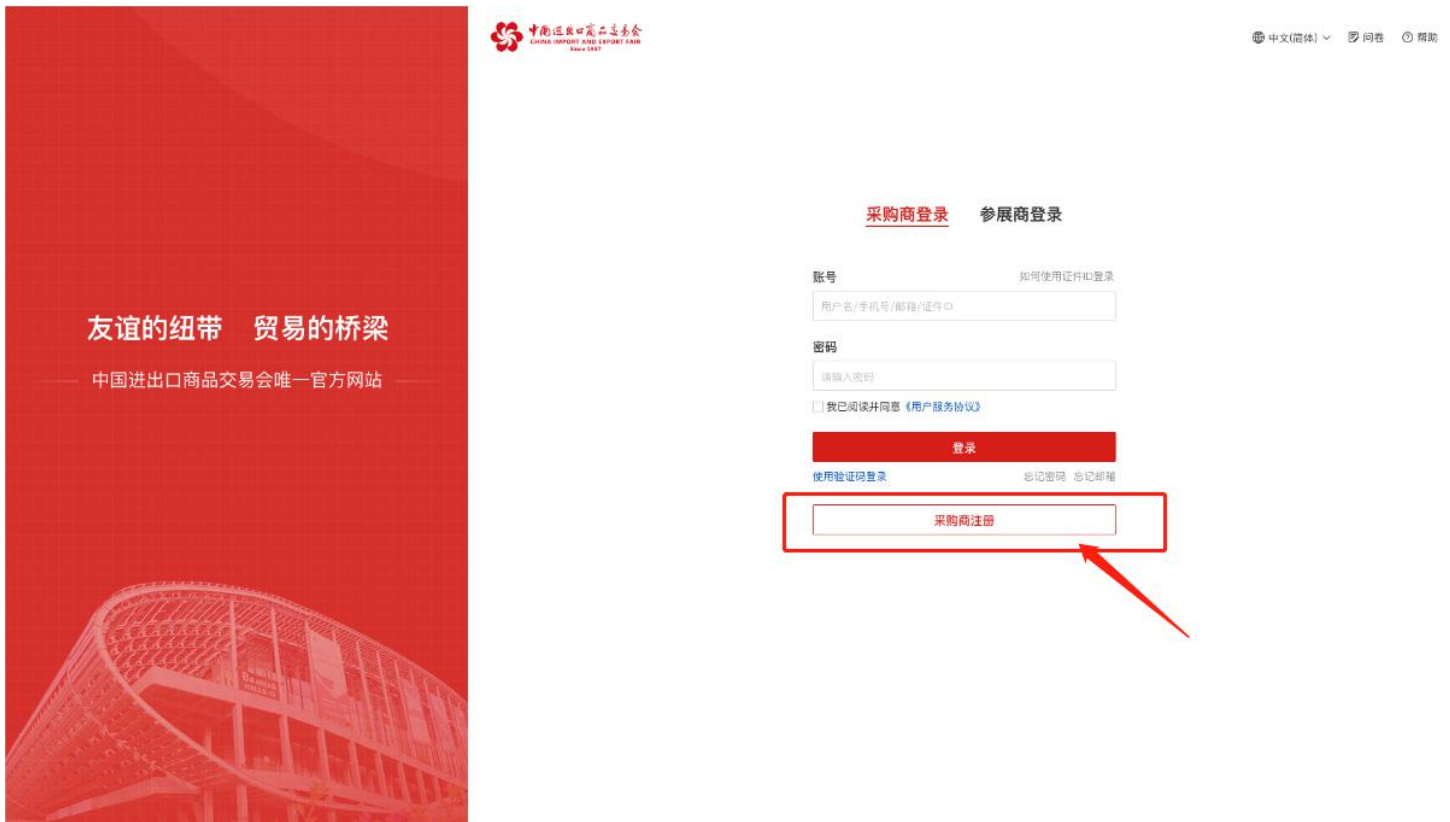 中国进出口商品交易会
CHINA IMPORT AND EXPORT FAIR
Since 1957
中文(简体) 问卷 帮助
采购商登录 参展商登录
账号 如何使用证件ID登录
用户名/手机号/邮箱/证件ID
密码
请输入密码
我已阅读并同意《用户服务协议》
登录
使用验证码登录 忘记密码 忘记邮箱
采购商注册
友谊的纽带 贸易的桥梁
中国进出口商品交易会唯一官方网站